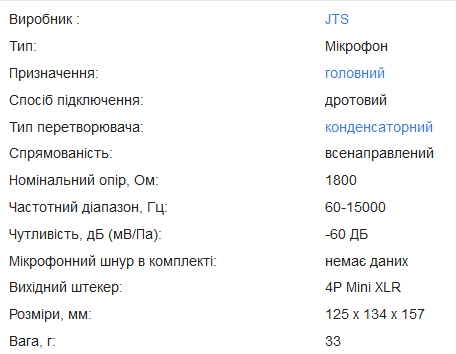 Виробник : JTS
Тип: Мікрофон
Призначення: головний
Спосіб підключення: дротовий
Тип перетворювача: конденсаторний
Спрямованість: всенаправлений
Номінальний опір, Ом: 1800
Частотний діапазон, Гц: 60-15000
Чутливість, дБ (мВ/Па): -60 ДБ
Мікрофонний шнур в комплекті: немає даних
Вихідний штекер: 4P Mini XLR
Розміри, мм: 125 x 134 x 157
Вага, г: 33